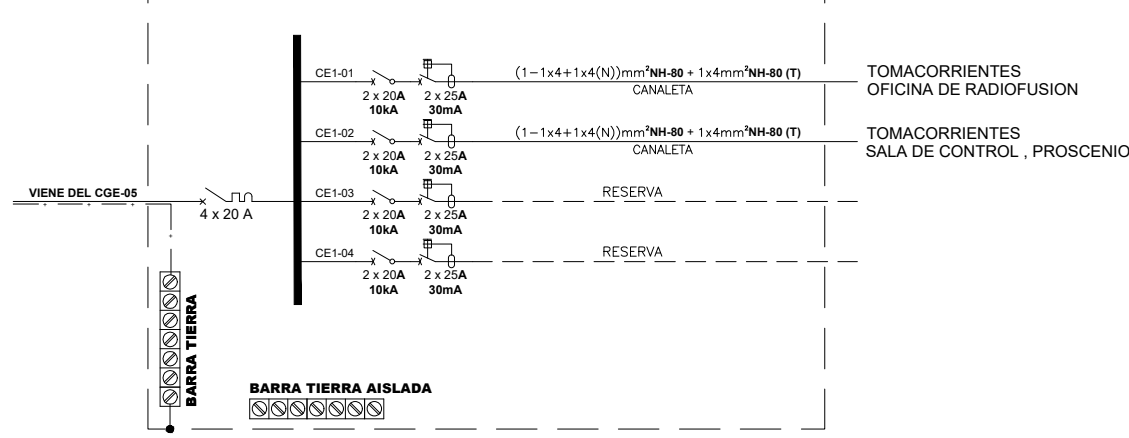 CE1-01
2 x 20A
10kA
2 x 25A
30mA
(1-1x4+1x4(N))mm²NH-80 + 1x4mm²NH-80 (T)
CANALETA
TOMACORRIENTES
OFICINA DE RADIOFUSION
CE1-02
2 x 20A
10kA
2 x 25A
30mA
(1-1x4+1x4(N))mm²NH-80 + 1x4mm²NH-80 (T)
CANALETA
TOMACORRIENTES
SALA DE CONTROL , PROSCENIO
VIENE DEL CGE-05
4 x 20 A
CE1-03
2 x 20A
10kA
2 x 25A
30mA
RESERVA
CE1-04
2 x 20A
10kA
2 x 25A
30mA
RESERVA
BARRA TIERRA
BARRA TIERRA AISLADA